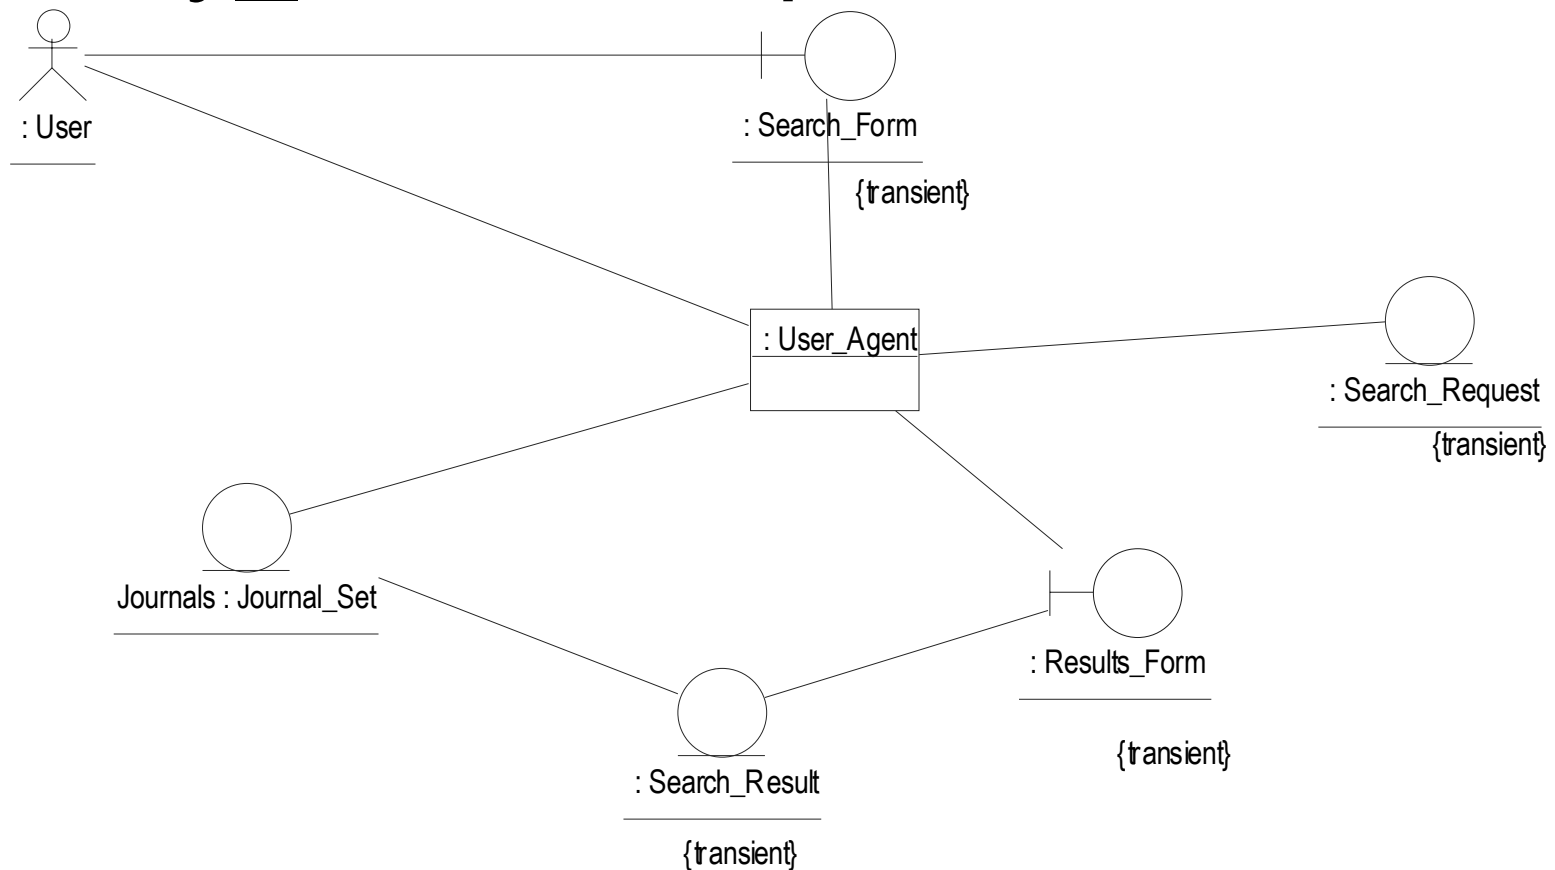 : User
: Search_Form
{transient}
: User_Agent
: Search_Request
{transient}
Journals : Journal_Set
: Results_Form
{transient}
: Search_Result
{transient}